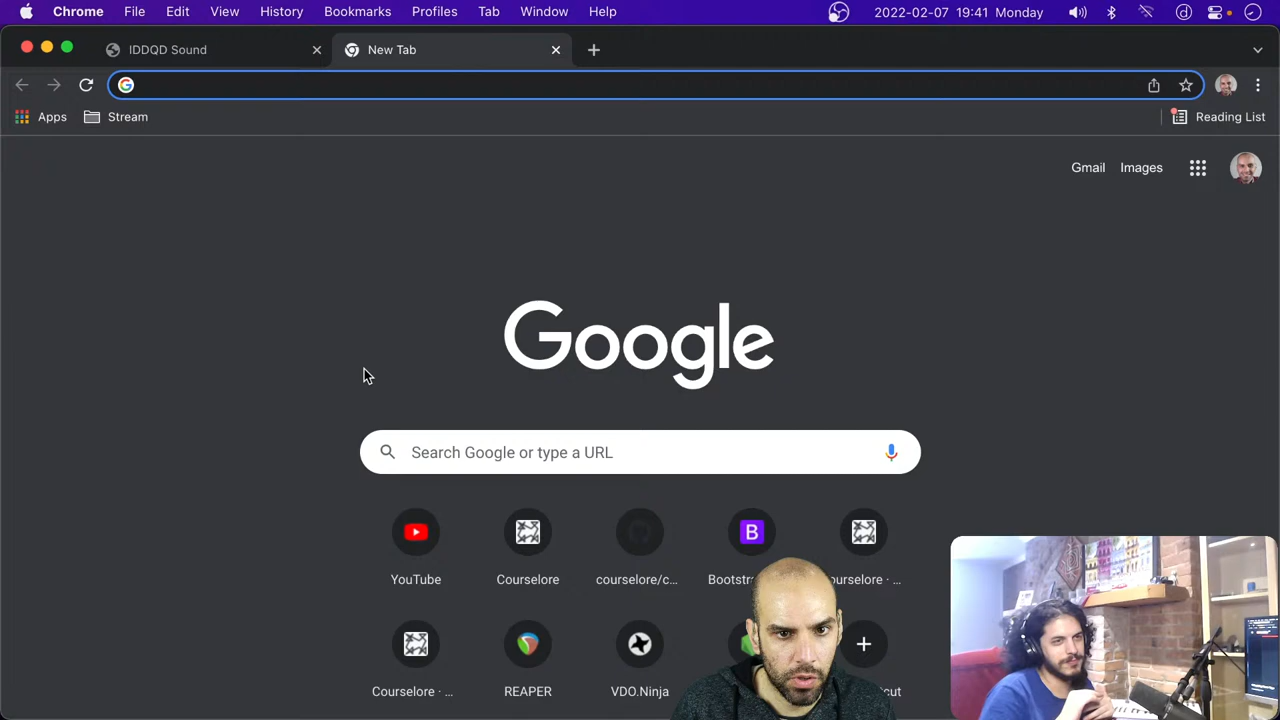 Chrome File Edit View History Bookmarks Profiles Tab Window Help 2022-02-07 19:41 Monday
IDDQD Sound New Tab
Apps Stream Reading List
Gmail Images
Google
Search Google or type a URL
YouTube Courselore courselore/c... Bootstra ourselore · ...
Courselore · ... REAPER VDO.Ninja cut